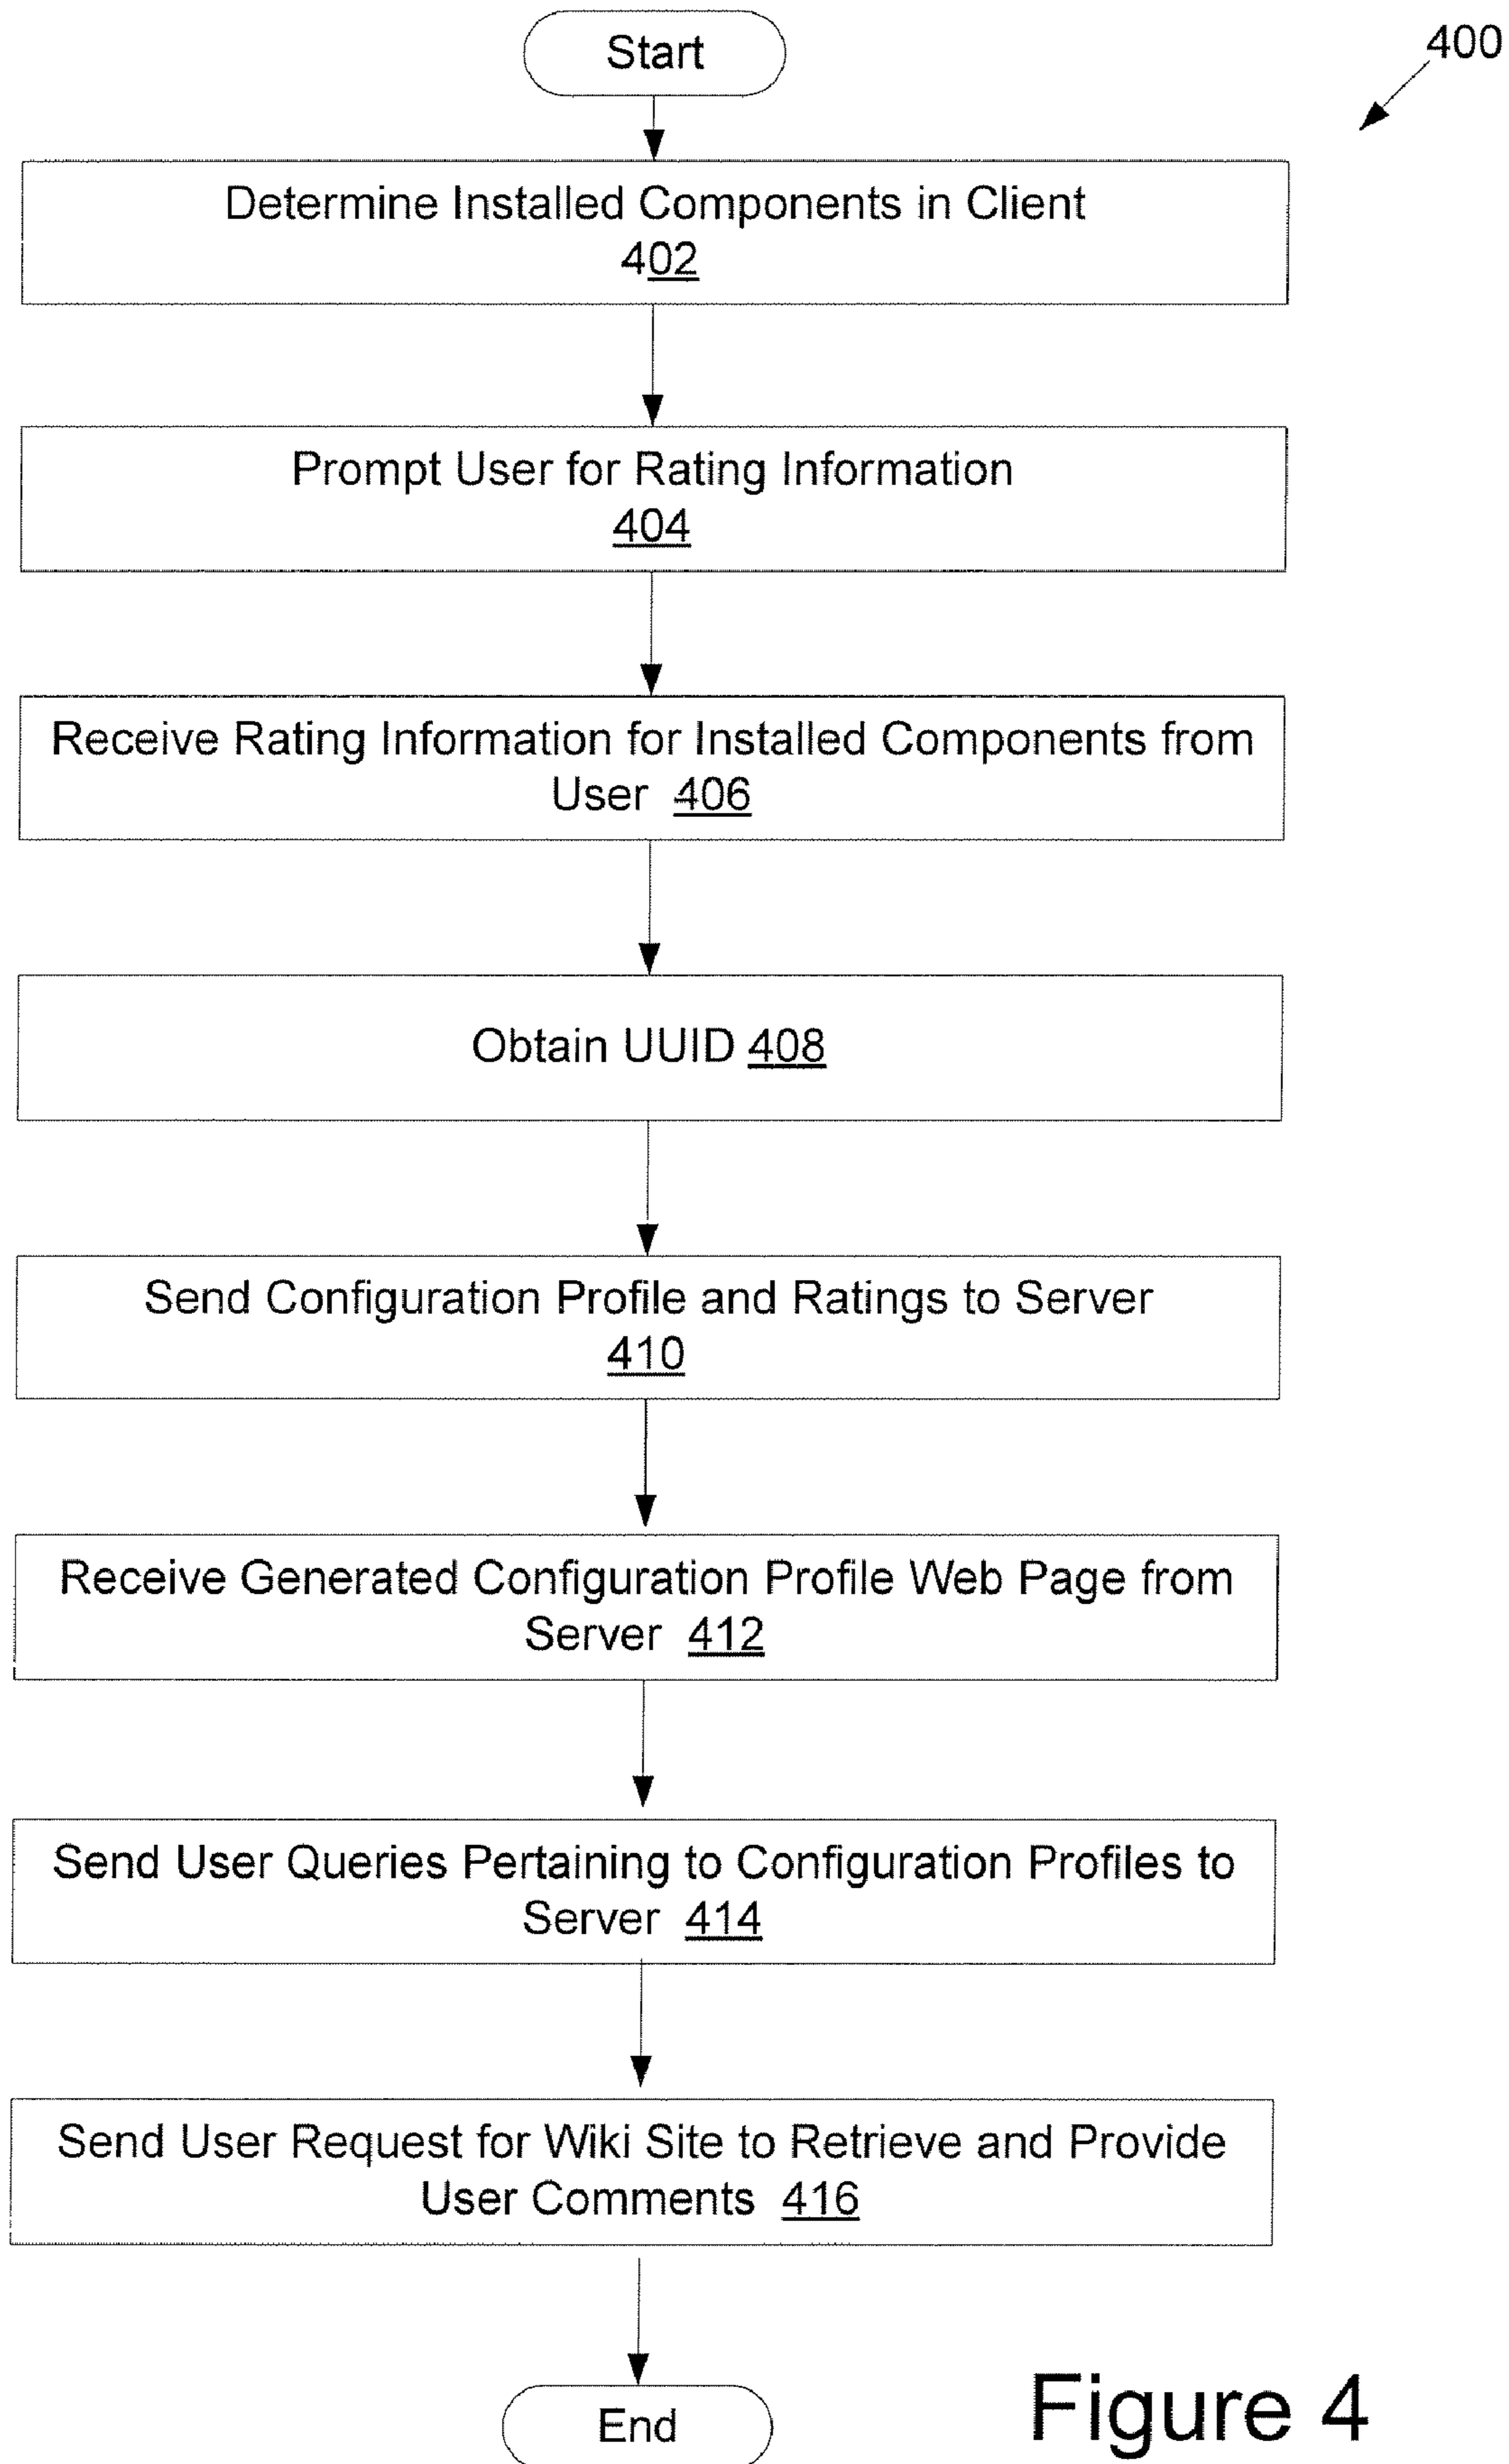 Start
400
Determine Installed Components in Client
402
Prompt User for Rating Information
404
Receive Rating Information for Installed Components from
User 406
Obtain UUID 408
Send Configuration Profile and Ratings to Server
410
Receive Generated Configuration Profile Web Page from
Server 412
Send User Queries Pertaining to Configuration Profiles to
Server 414
Send User Request for Wiki Site to Retrieve and Provide
User Comments 416
End
Figure 4